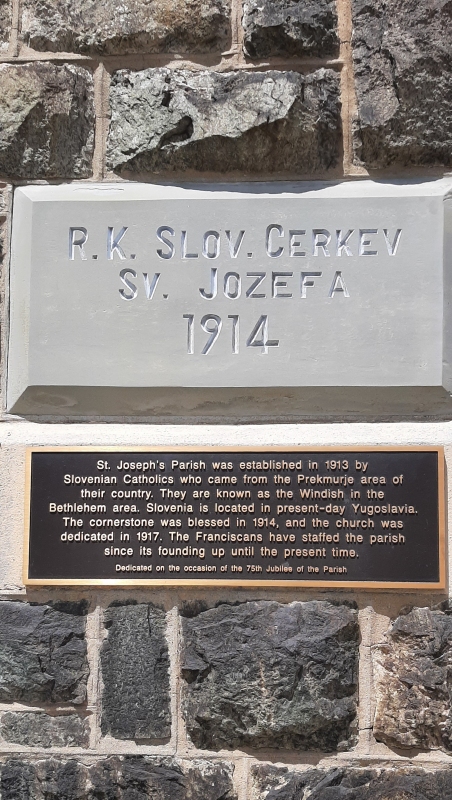 R.K. SLOV. CERKEV
SV. JOZEFA
1914
St. Joseph's Parish was established in 1913 by
Slovenian Catholics who came from the Prekmurje area of
their country. They are known as the Windish in the
Bethlehem area. Slovenia is located in present-day Yugoslavia.
The cornerstone was blessed in 1914, and the church was
dedicated in 1917. The Franciscans have staffed the parish
since its founding up until the present time.
Dedicated on the occasion of the 75th Jubilee of the Parish